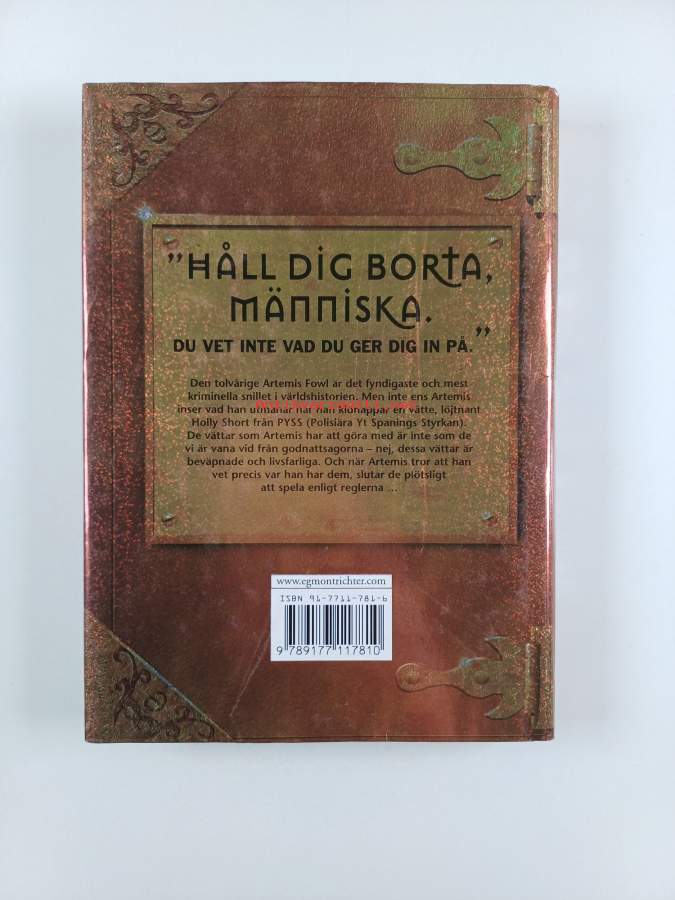 "HÅLL DIG BORTA,
MÄNNISKA.
DU VET INTE VAD DU GER DIG IN PÅ."
Den tolvårige Artemis Fowl är det fyndigaste och mest
kriminella snillet i världshistorien. Men inte ens Artemis
inser vad han utmanar när han kidnappar en vätte, löjtnant
Holly Short från PYSS (Polisiära Yt Spanings Styrkan).
De vättar som Artemis har att göra med är inte som de
vi är vana vid från godnattsagorna – nej, dessa vättar är
beväpnade och livsfarliga. Och när Artemis tror att han
vet precis var han har dem, slutar de plötsligt
att spela enligt reglerna ...
www.egmontrichter.com
ISBN 91-7711-781-6
9 789177 117810